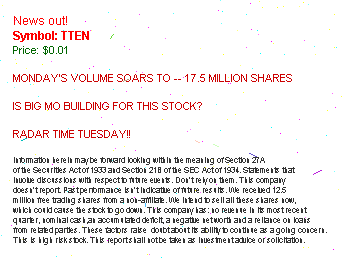 News out!
Symbol: TTEN
Price: $0.01
MONDAY'S VOLUME SOARS TO -- 17.5 MILLION SHARES
IS BIG MO BUILDING FOR THIS STOCK?
RADAR TIME TUESDAY!!
Information herein may be forward looking within the meaning of Section 27A
of the Securities Act of 1933 and Section 21B of the SEC Act of 1934. Statements that
involve discussions with respect to future events. Don't rely on them. This company
doesn't report. Past performance isn't indicative of future results. We received 12.5
million free trading shares from a non-affiliate. We intend to sell all these shares now,
which could cause the stock to go down. This company has: no revenue in its most recent
quarter, nominal cash, an accumulated deficit, a negative net worth and a reliance on loans
from related parties. These factors raise doubt about its ability to continue as a going concern.
This is high risk stock. This report shall not be taken as investment advice or solicitation.